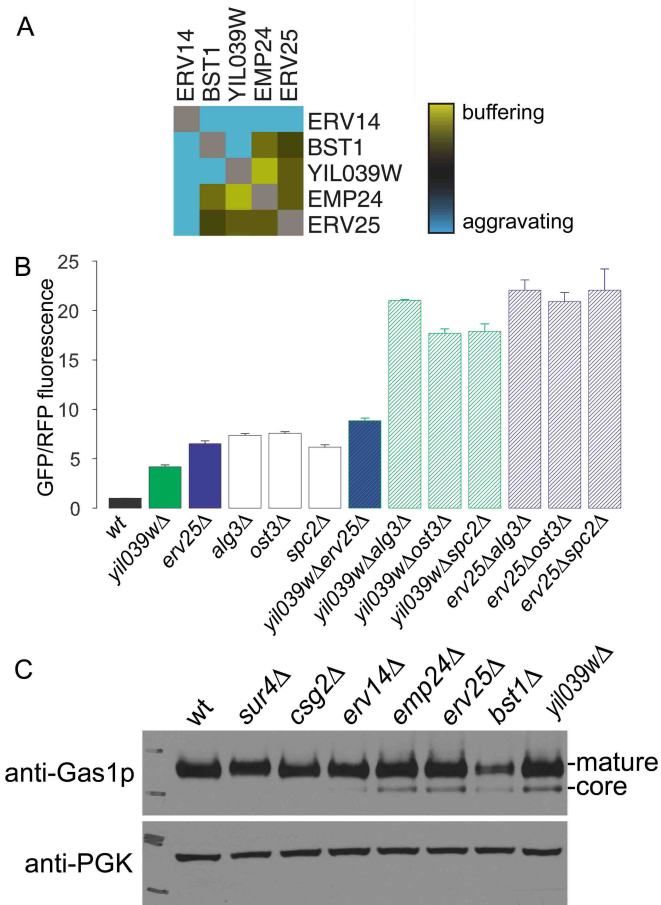 A
ERV14
BST1
YIL039W
EMP24
ERV25
ERV14
BST1
YIL039W
EMP24
ERV25
buffering
aggravating
B
GFP/RFP fluorescence
25
20
15
10
5
0
wt
yil039wΔ
erv25Δ
alg3Δ
ost3Δ
spc2Δ
yil039wΔerv25Δ
yil039wΔalg3Δ
yil039wΔost3Δ
yil039wΔspc2Δ
erv25Δalg3Δ
erv25Δost3Δ
erv25Δspc2Δ
C
wt
sur4Δ
csg2Δ
erv14Δ
emp24Δ
erv25Δ
bst1Δ
yil039wΔ
anti-Gas1p
-mature
-core
anti-PGK